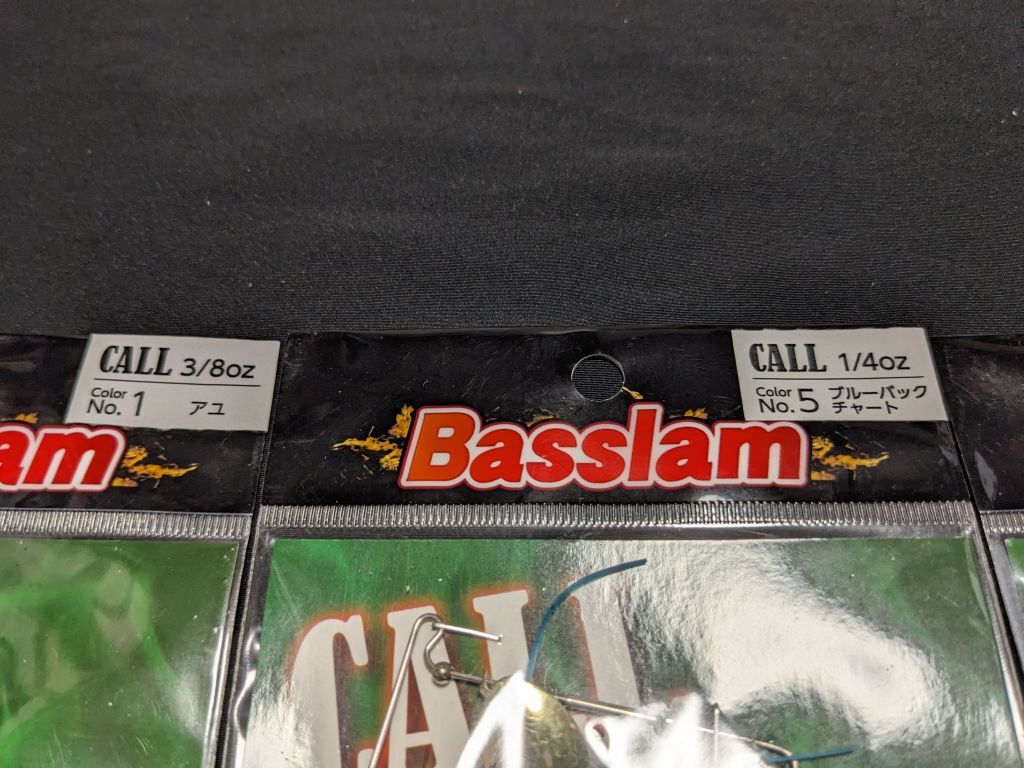 CALL 3/8oz
Color No. 1 アユ
am
CALL 1/4oz
Color No. 5 ブルーバック
チャート
Basslam
CALL